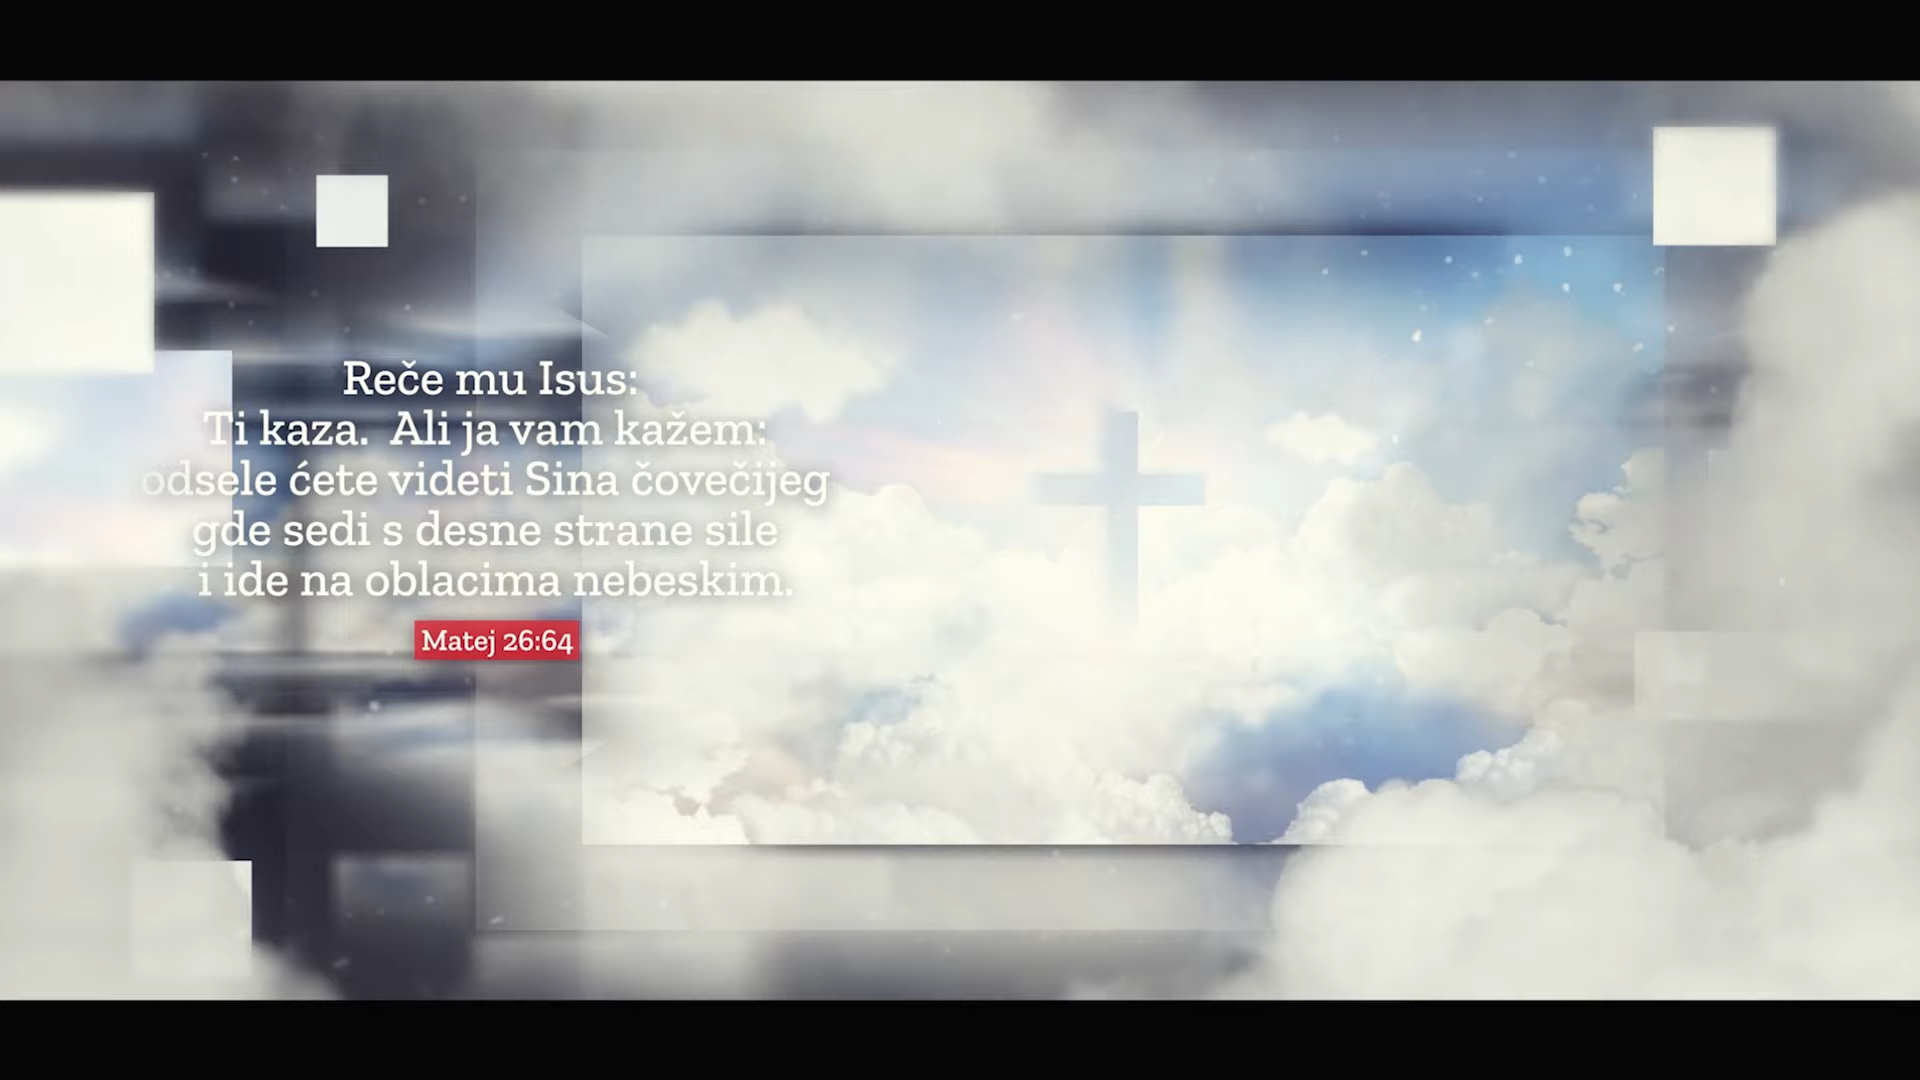 Reče mu Isus:
Ti kaza. Ali ja vam kažem:
odsele ćete videti Sina čovečijeg
gde sedi s desne strane sile
i ide na oblacima nebeskim.
Matej 26:64